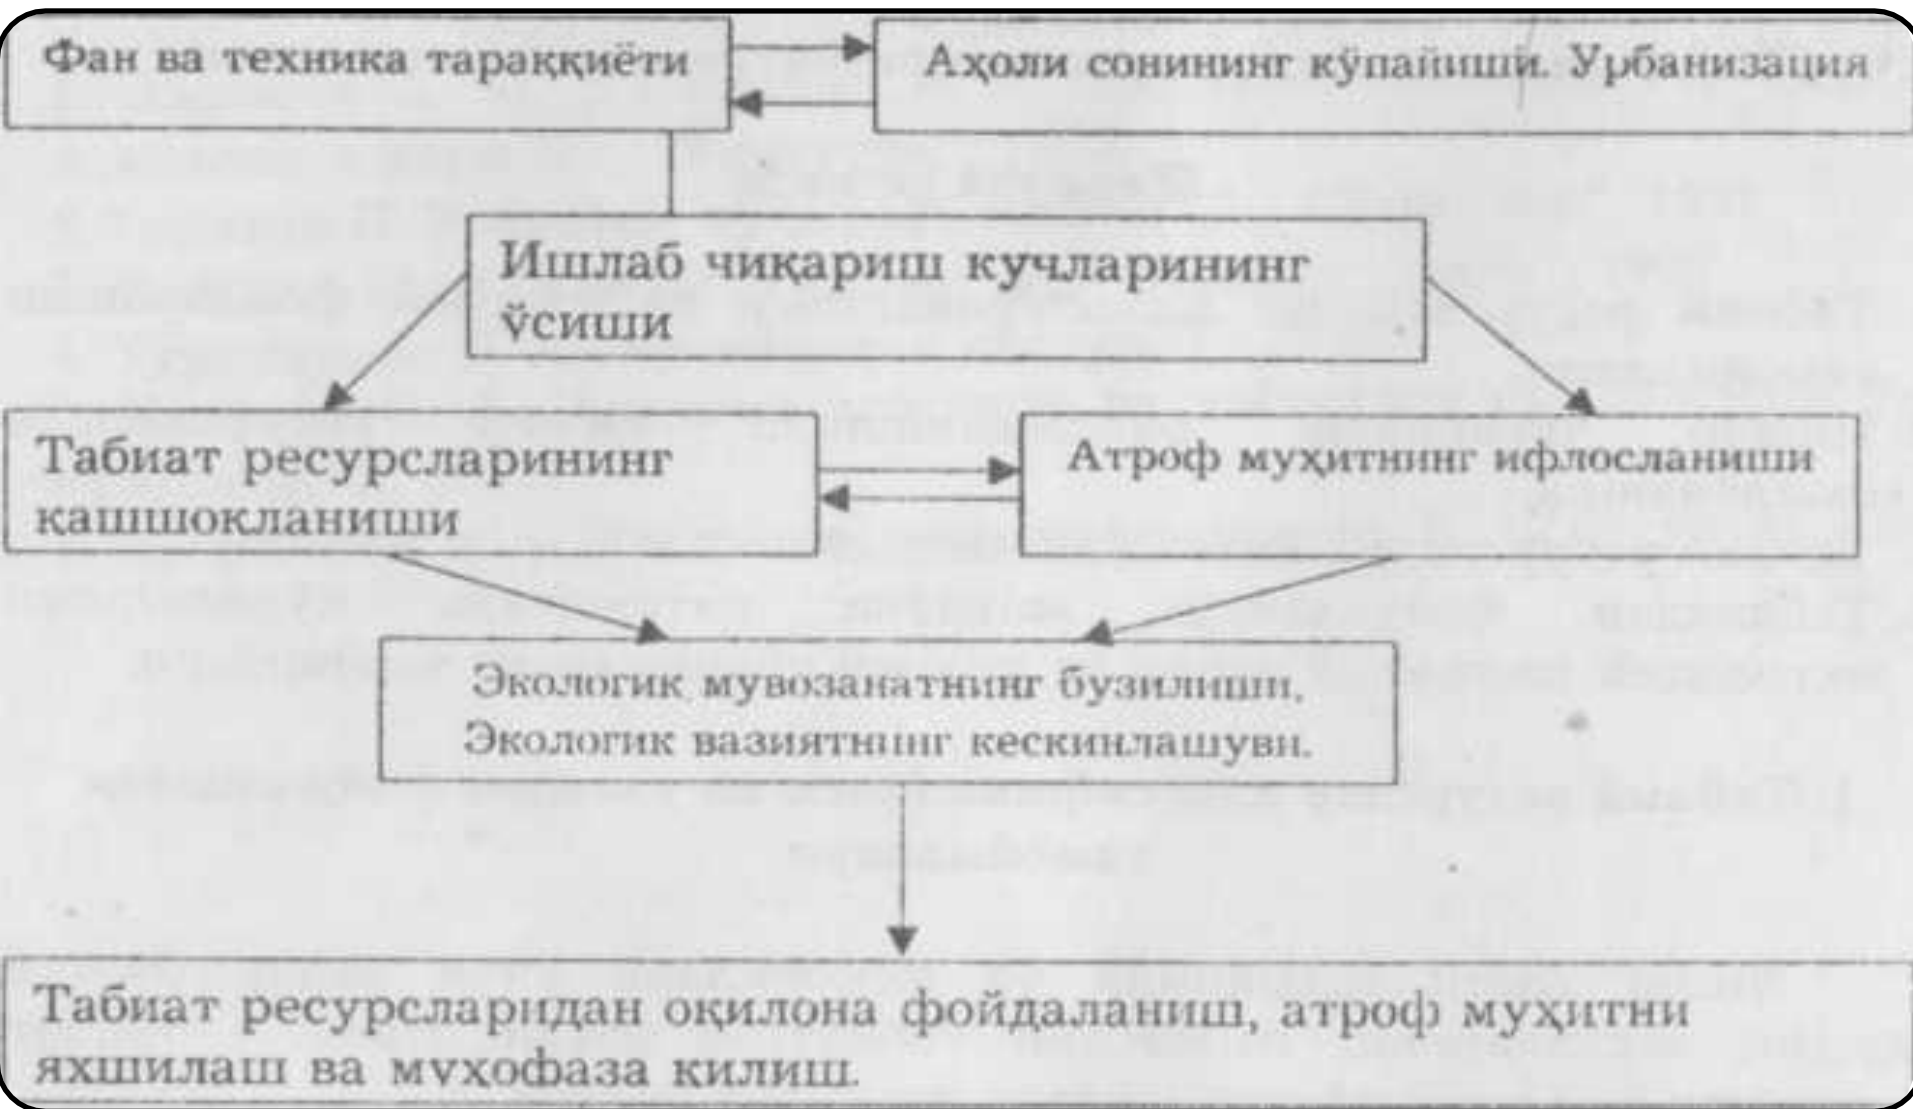 Фан ва техника тараққиёти
Аҳоли сонининг кўпайиши. Урбанизация
Ишлаб чиқариш кучларининг
ўсиши
Табиат ресурсларининг
қашшоқланиши
Атроф муҳитнинг ифлосланиши
Экологик мувозанатнинг бузилиши.
Экологик вазиятнинг кескинлашуви.
Табиат ресурсларидан оқилона фойдаланиш, атроф муҳитни
яхшилаш ва муҳофаза қилиш.